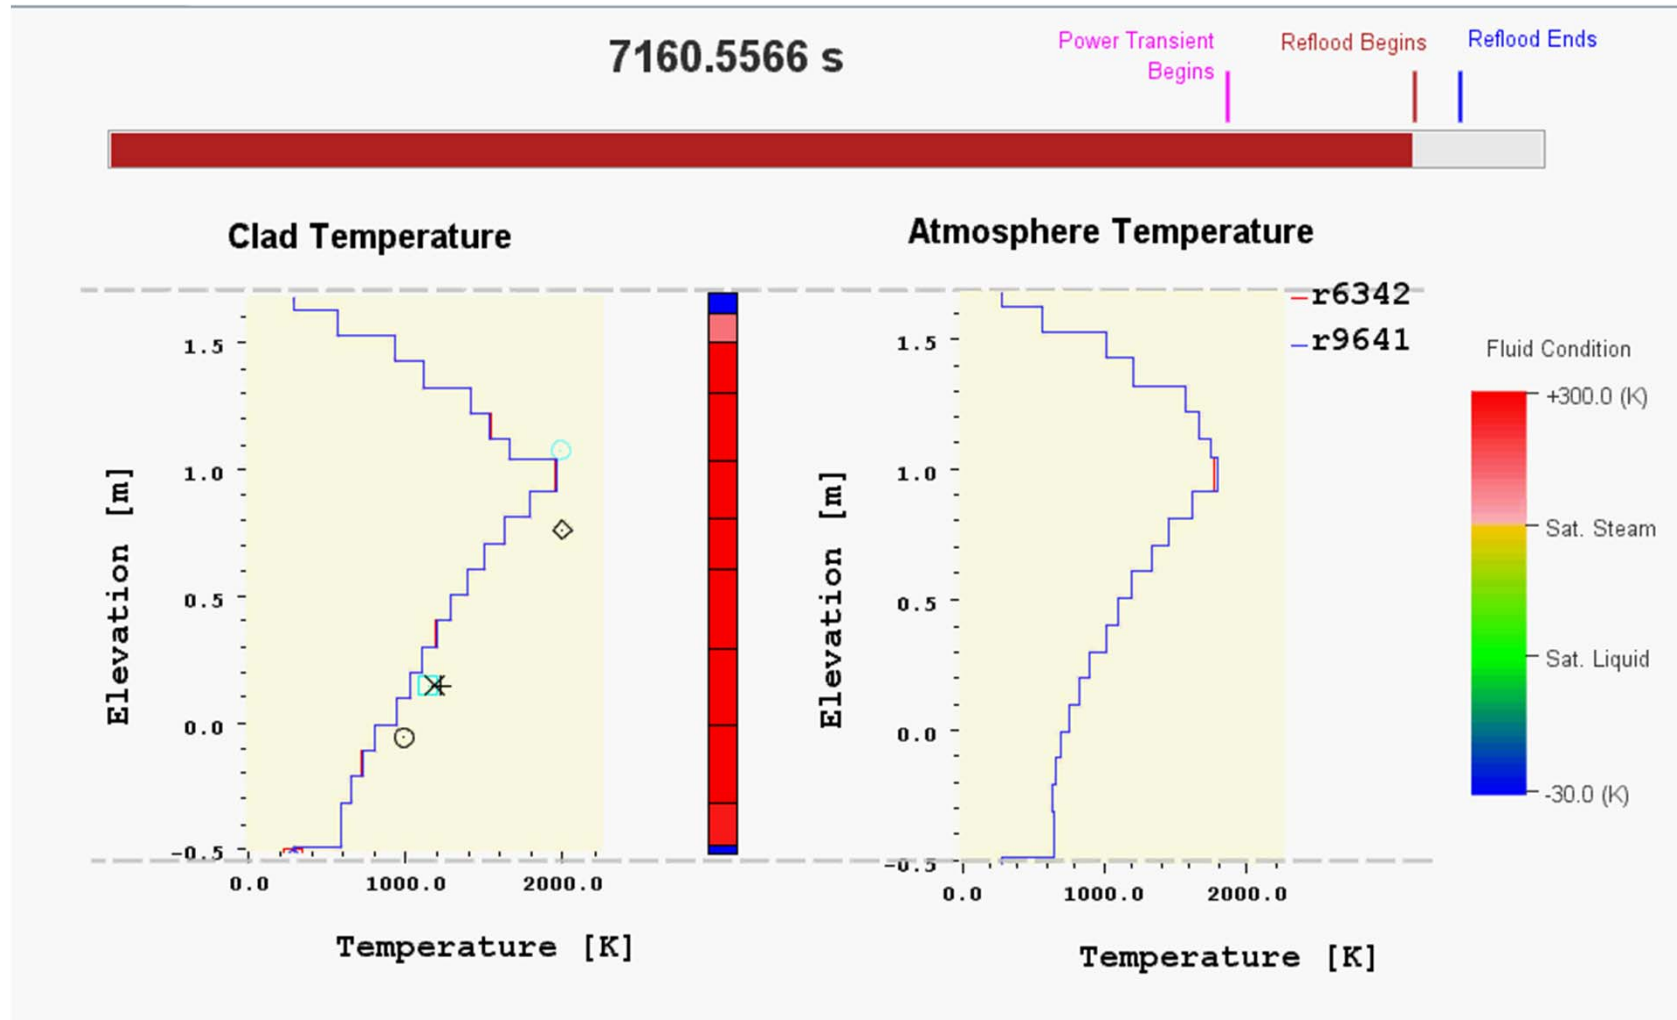 7160.5566 s
Power Transient
Begins
Reflood Begins
Reflood Ends
Clad Temperature
Atmosphere Temperature
r6342
r9641
1.5
1.0
0.5
0.0
-0.5
Elevation [m]
0.0 1000.0 2000.0
Temperature [K]
1.5
1.0
0.5
0.0
-0.5
Elevation [m]
0.0 1000.0 2000.0
Temperature [K]
Fluid Condition
+300.0 (K)
Sat. Steam
Sat. Liquid
-30.0 (K)